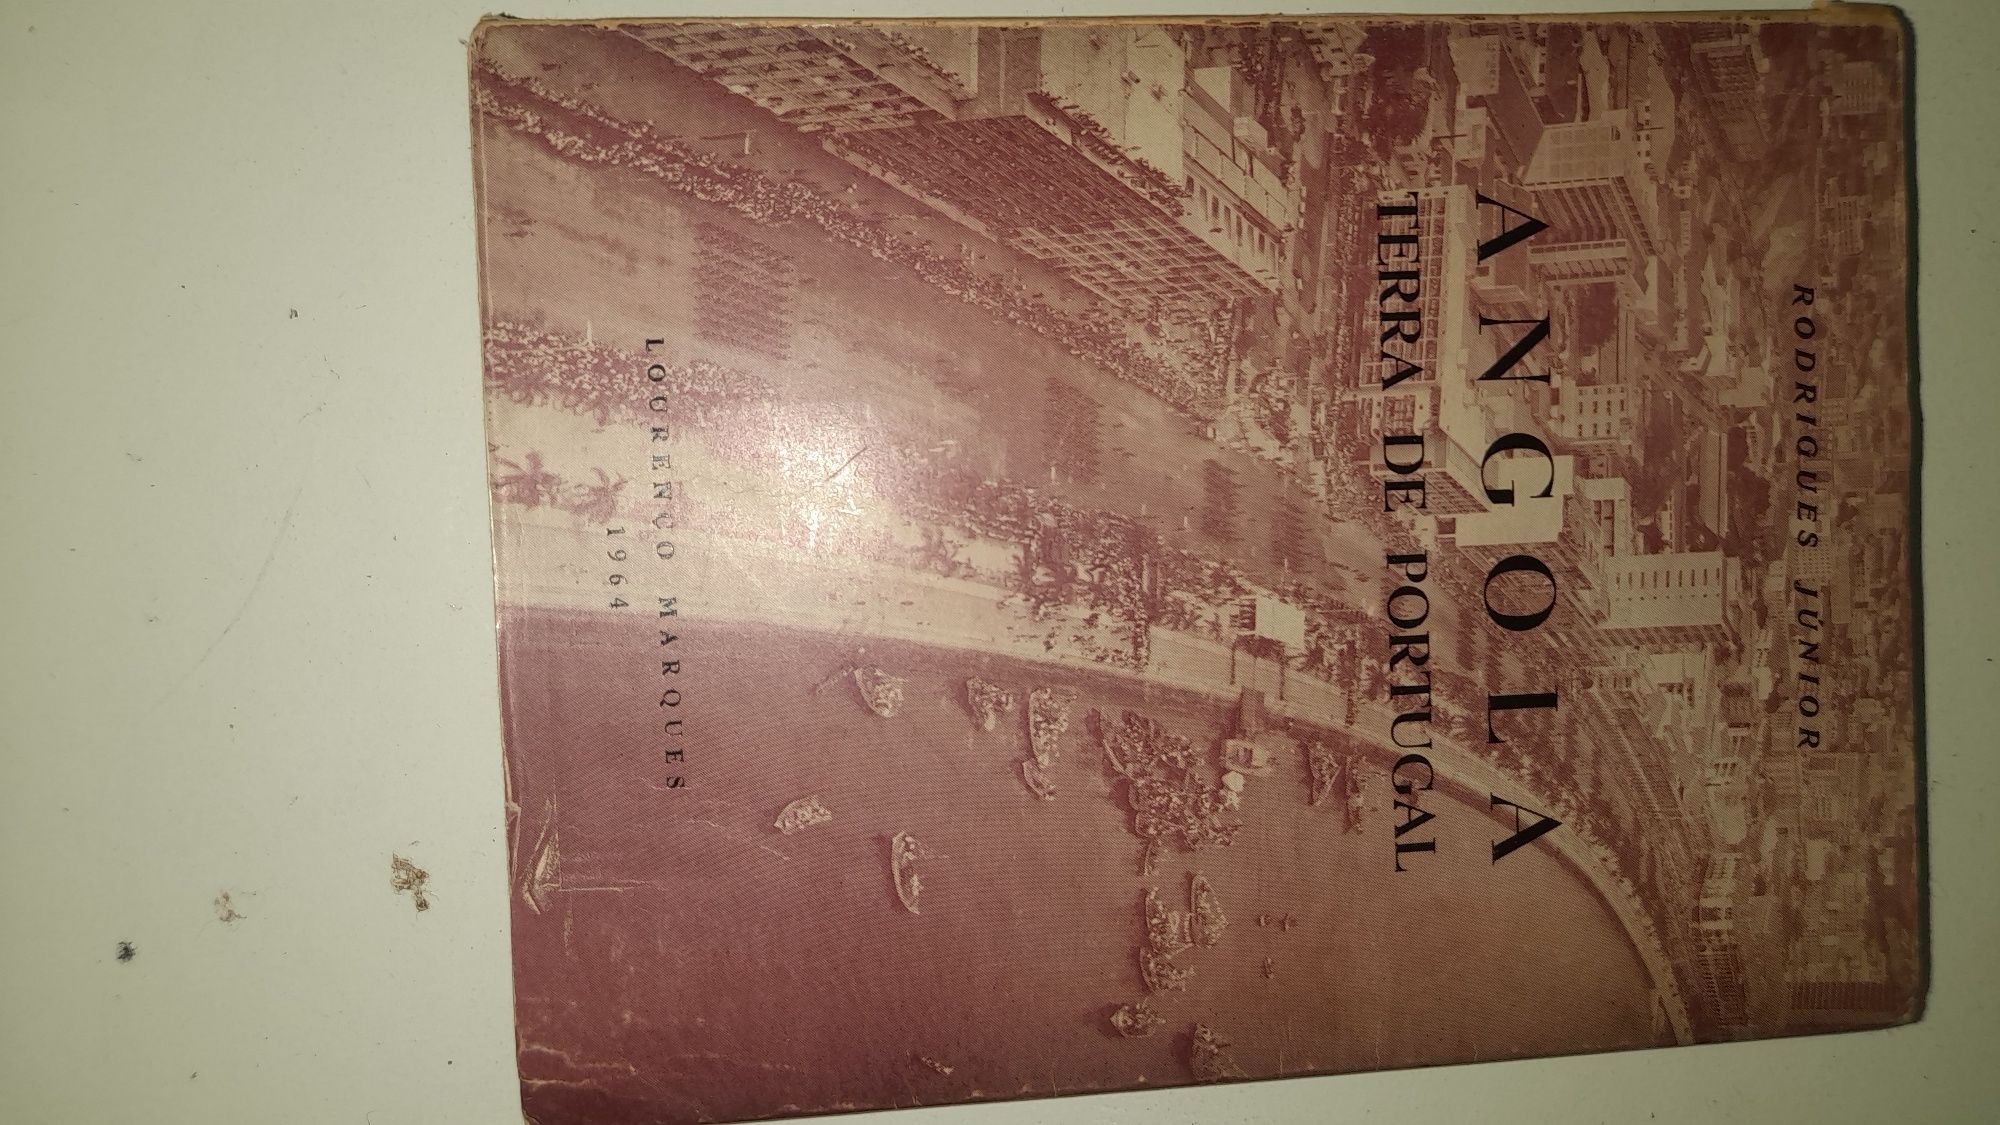 RODRIGUES JÚNIOR
ANGOLA
TERRA DE PORTUGAL
LOURENÇO MARQUES
1964